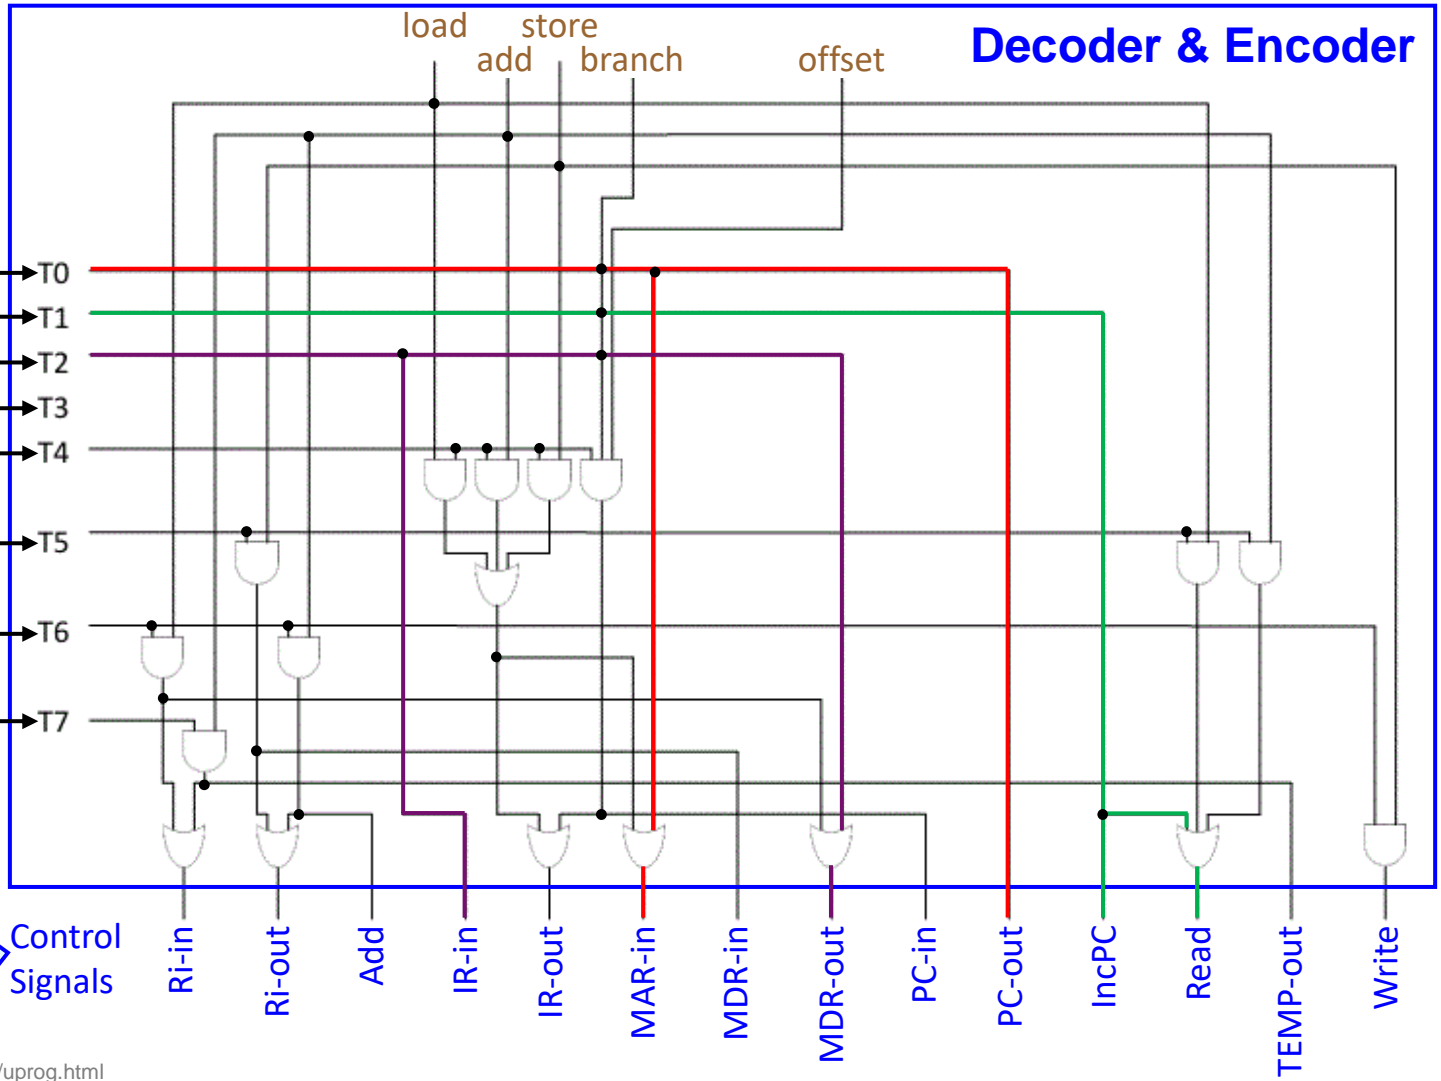 load
store
add
branch
offset
Decoder & Encoder
T0
T1
T2
T3
T4
T5
T6
T7
Control
Signals
Ri-in
Ri-out
Add
IR-in
IR-out
MAR-in
MDR-in
MDR-out
PC-in
PC-out
IncPC
Read
TEMP-out
Write
/uprog.html